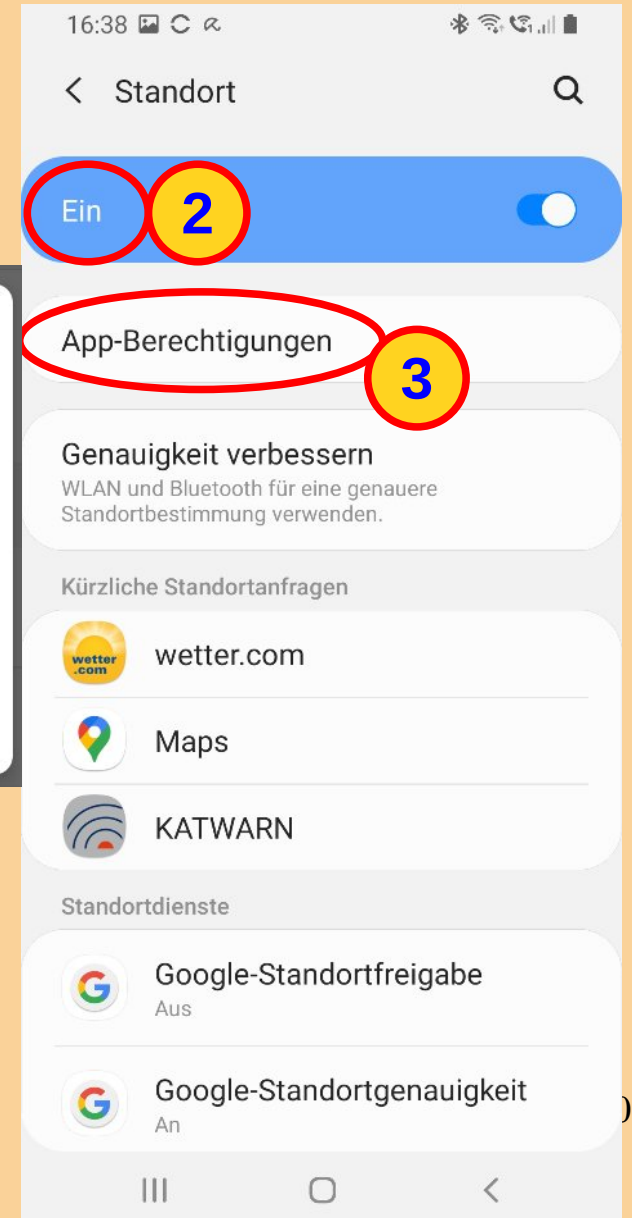 16:38
Standort
Ein
2
App-Berechtigungen
3
Genauigkeit verbessern
WLAN und Bluetooth für eine genauere
Standortbestimmung verwenden.
Kürzliche Standortanfragen
wetter
.com
wetter.com
Maps
KATWARN
Standortdienste
G
Google-Standortfreigabe
Aus
G
Google-Standortgenauigkeit
An
)